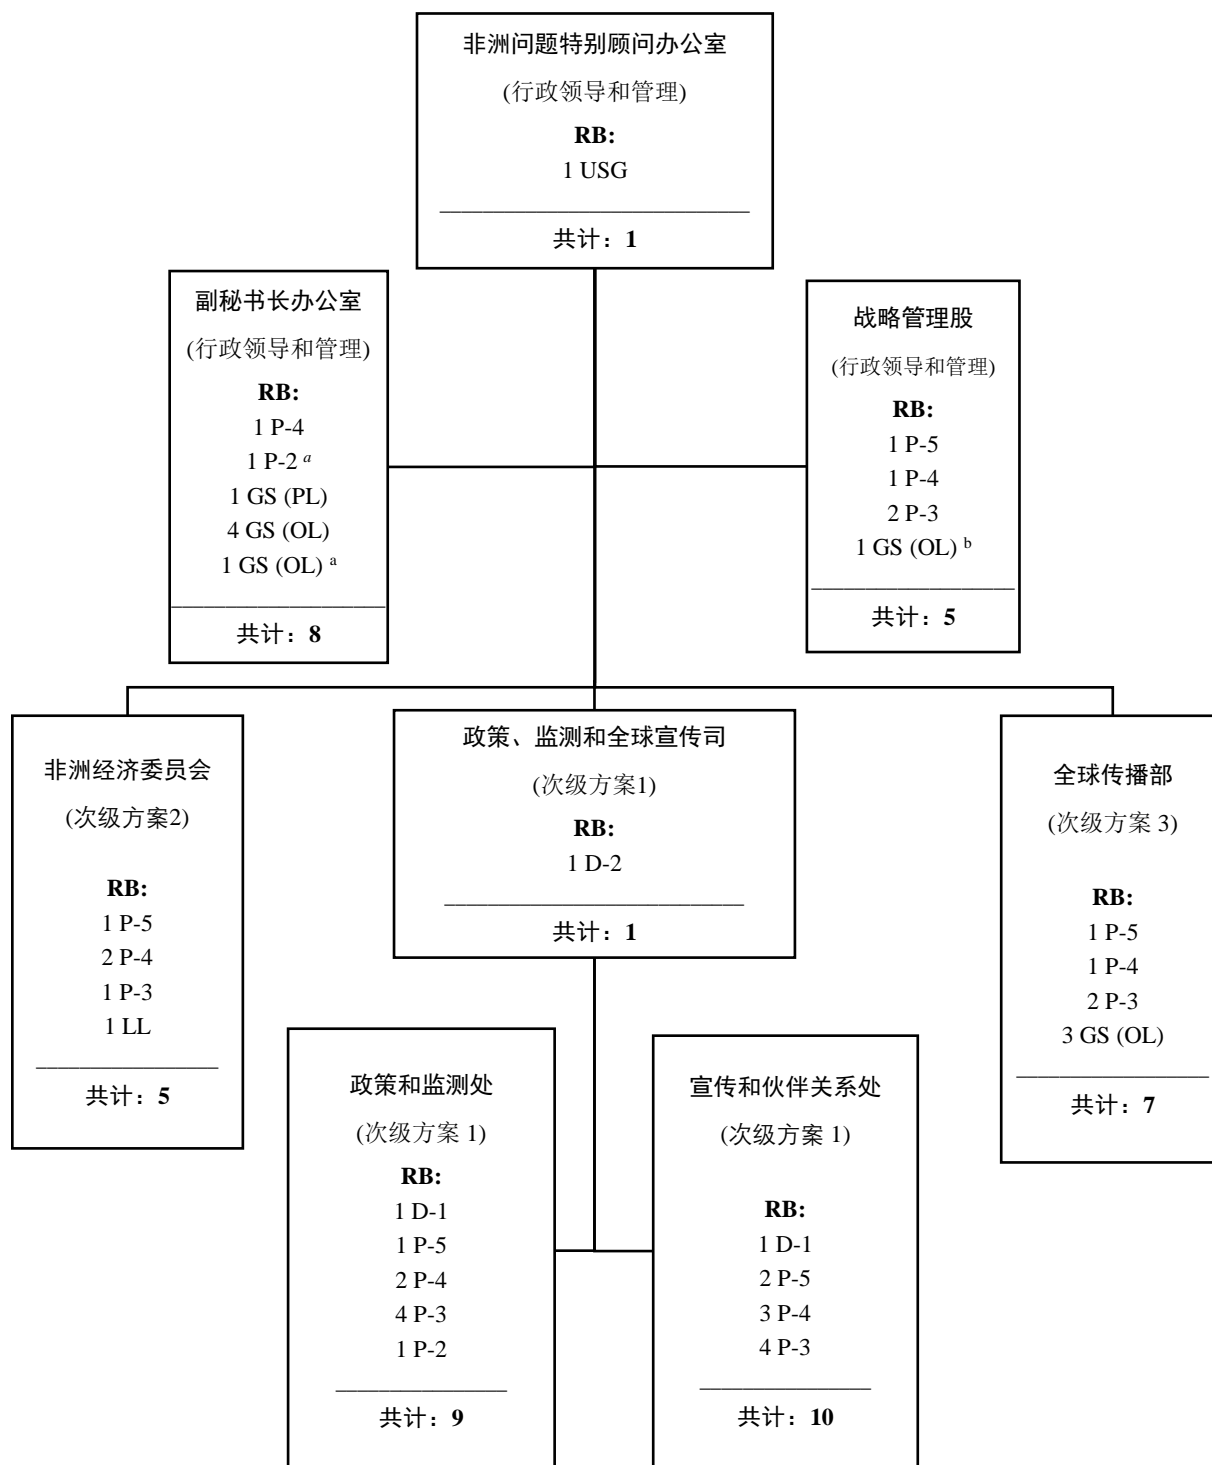 非洲问题特别顾问办公室
(行政领导和管理)
RB:
1 USG
共计：1
副秘书长办公室
(行政领导和管理)
RB:
1 P-4
1 P-2 a
1 GS (PL)
4 GS (OL)
1 GS (OL) a
共计：8
战略管理股
(行政领导和管理)
RB:
1 P-5
1 P-4
2 P-3
1 GS (OL) b
共计：5
非洲经济委员会
(次级方案2)
RB:
1 P-5
2 P-4
1 P-3
1 LL
共计：5
政策、监测和全球宣传司
(次级方案1)
RB:
1 D-2
共计：1
全球传播部
(次级方案 3)
RB:
1 P-5
1 P-4
2 P-3
3 GS (OL)
共计：7
政策和监测处
(次级方案 1)
RB:
1 D-1
1 P-5
2 P-4
4 P-3
1 P-2
共计：9
宣传和伙伴关系处
(次级方案 1)
RB:
1 D-1
2 P-5
3 P-4
4 P-3
共计：10